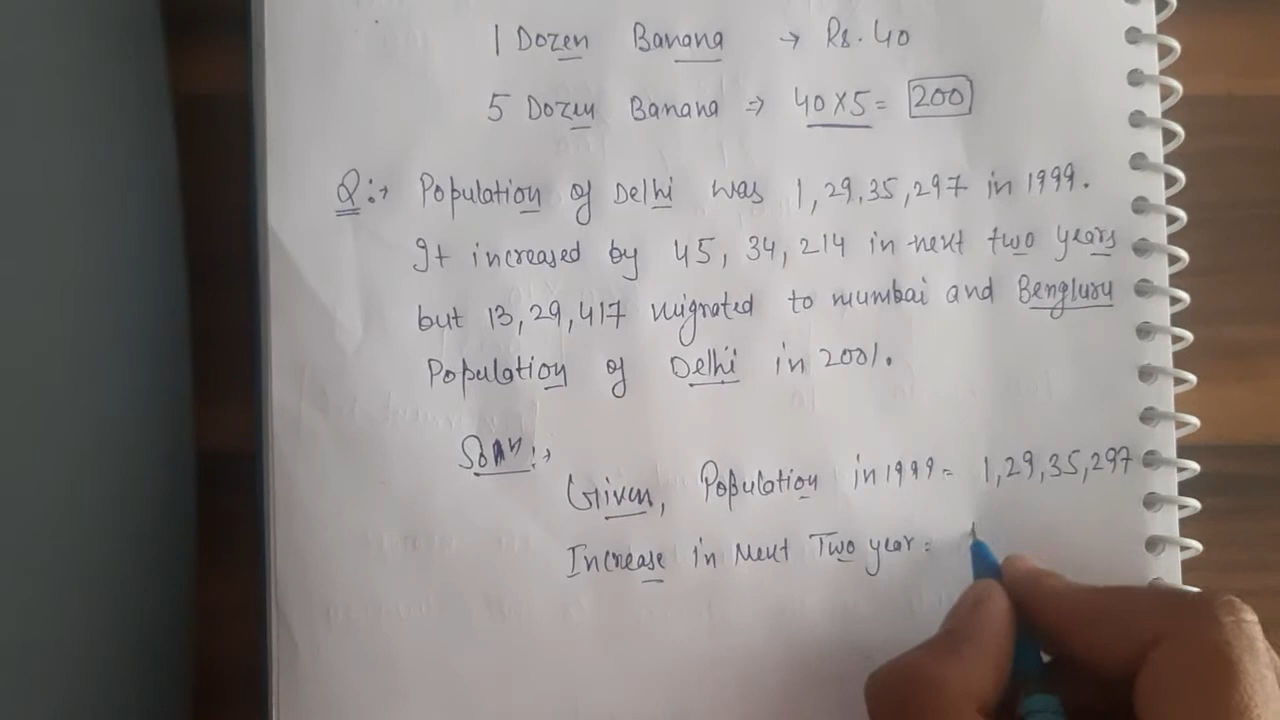 1 Dozen Banana → Rs. 40
5 Dozen Banana ⇒ 40×5 = 200
Q:→ Population of Delhi was 1,29,35,297 in 1999.
It increased by 45,34,214 in next two years
but 13,29,417 migrated to mumbai and Bengluru
Population of Delhi in 2001.
Soln:→
Given, Population in 1999 = 1,29,35,297
Increase in Next Two year =